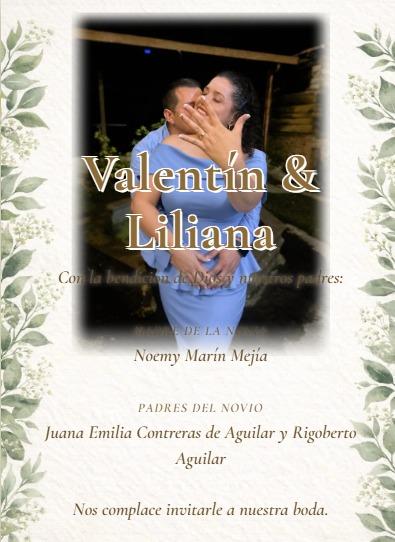 Valentín &
Liliana
Con la bendición de Dios y nuestros padres:
MADRE DE LA NOVIA
Noemy Marín Mejía
PADRES DEL NOVIO
Juana Emilia Contreras de Aguilar y Rigoberto
Aguilar
Nos complace invitarle a nuestra boda.